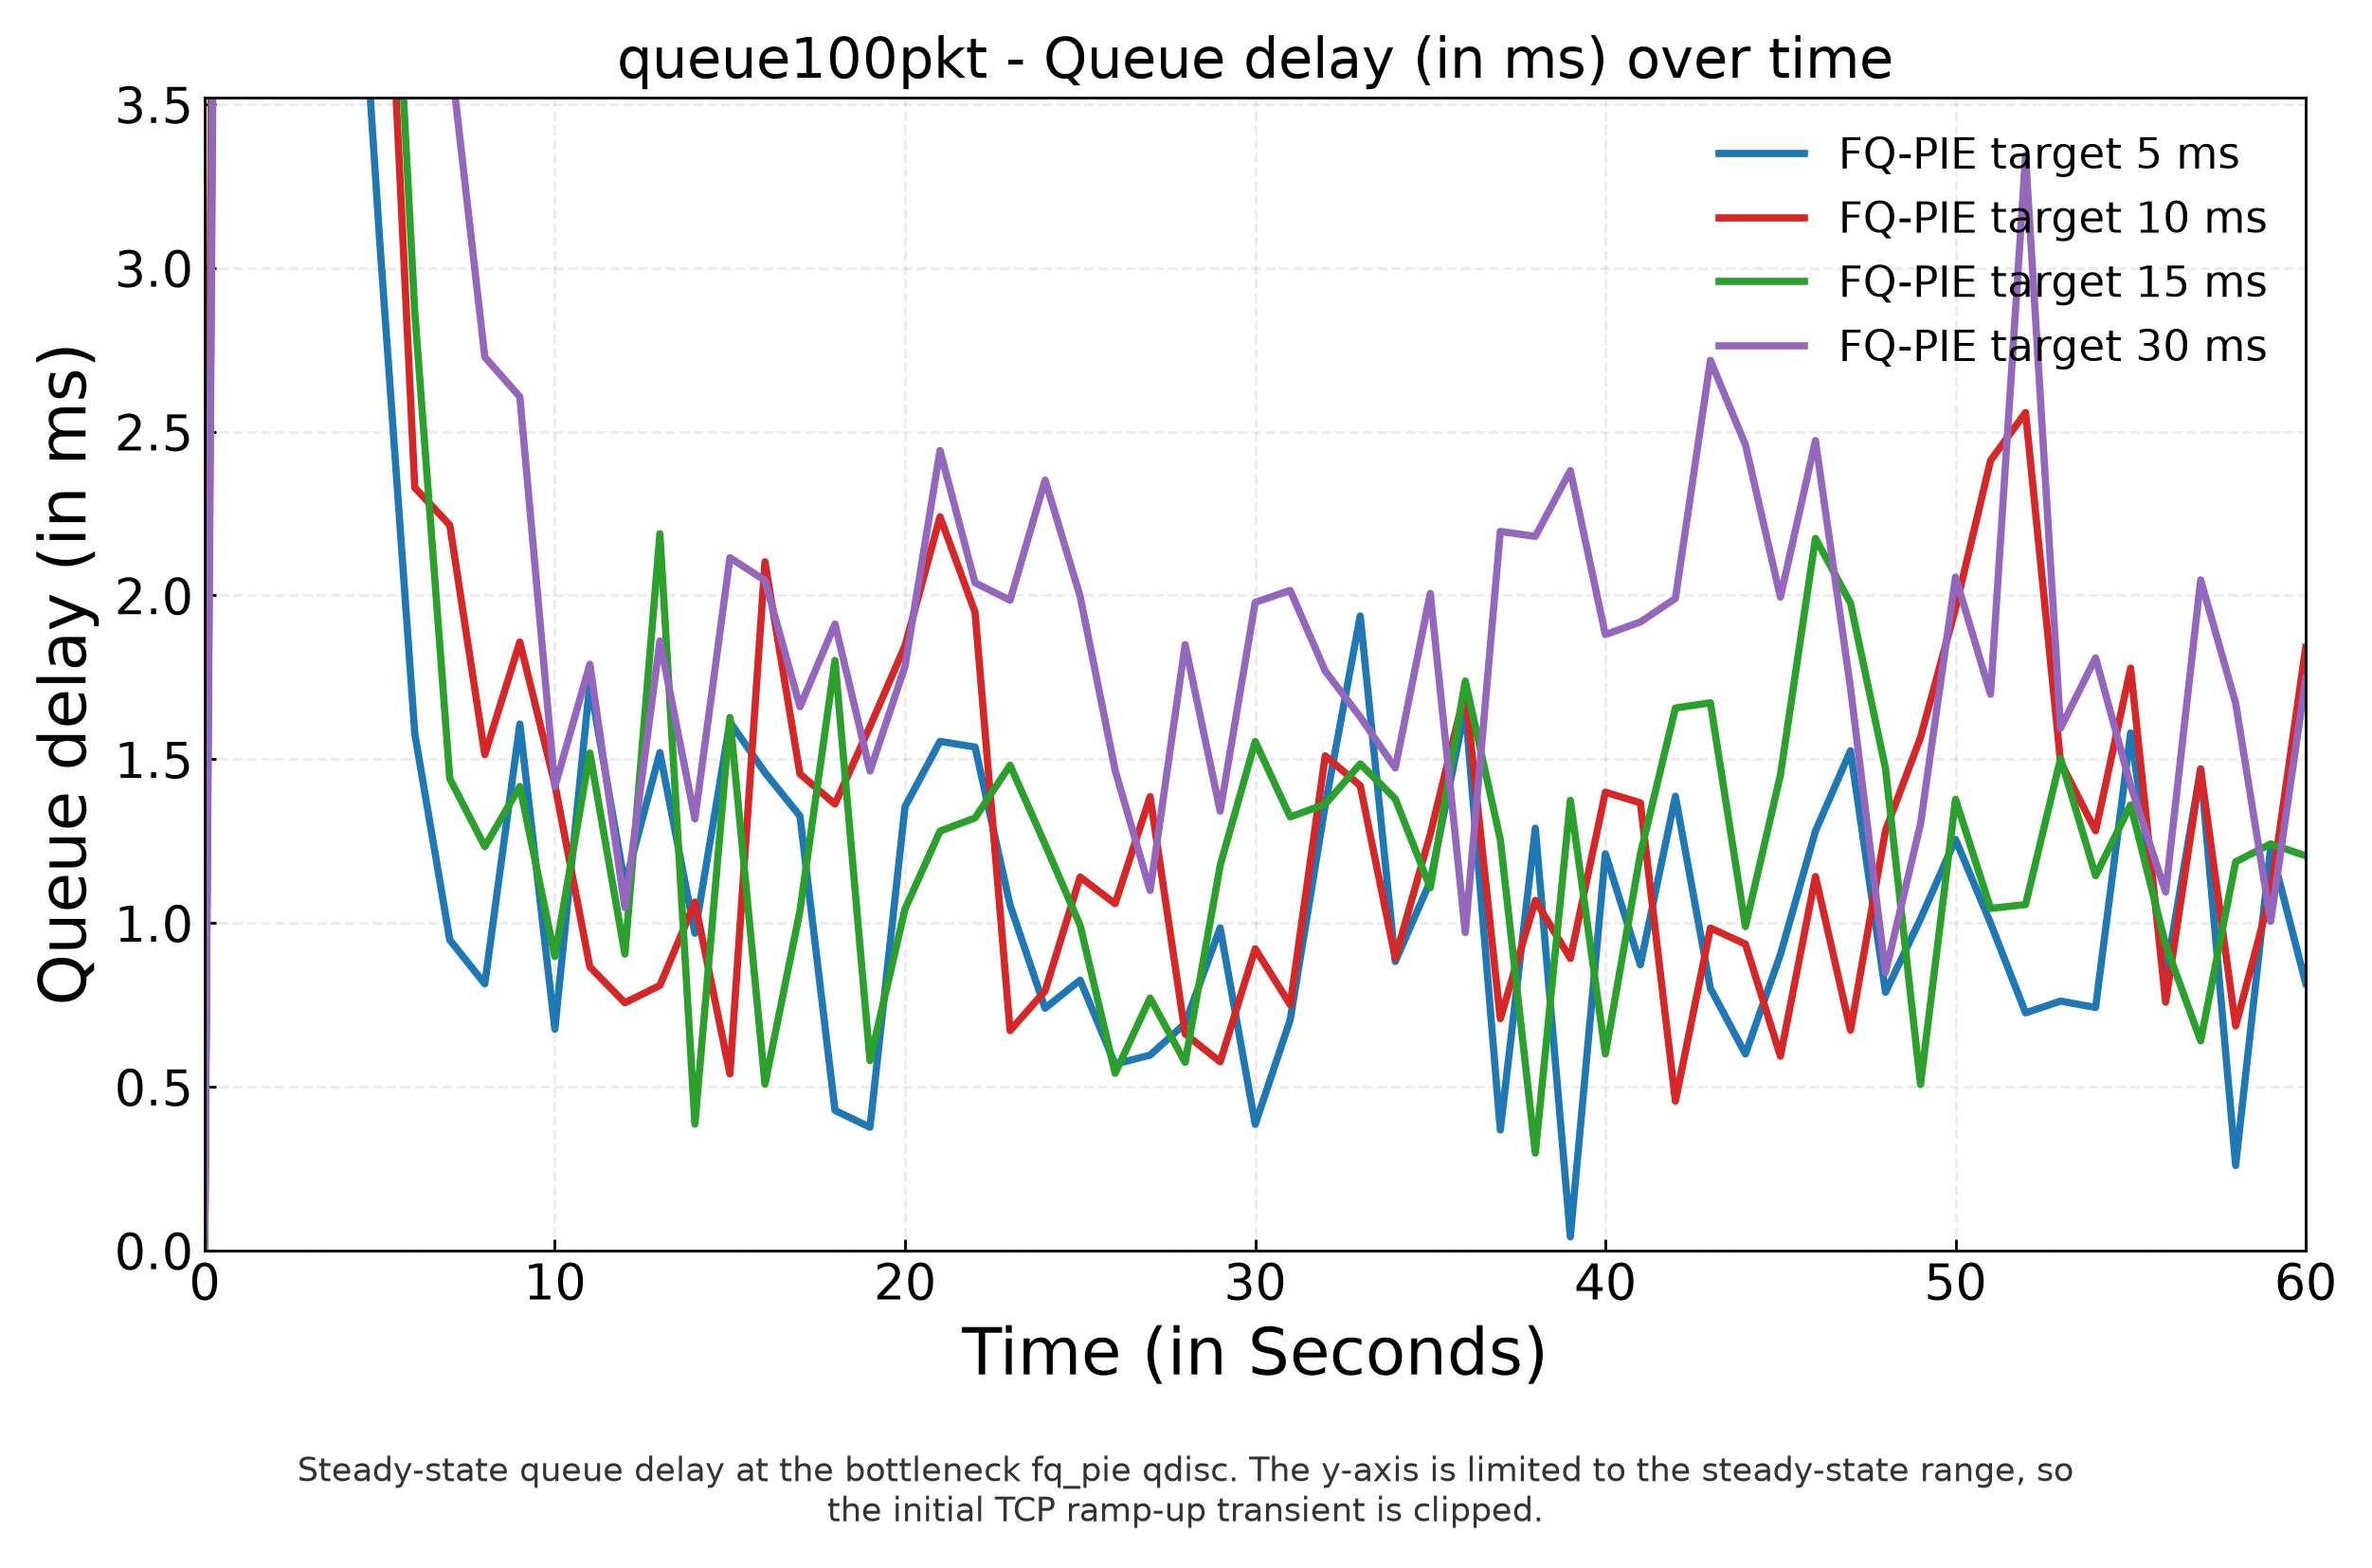 queue100pkt - Queue delay (in ms) over time
3.5
3.0
2.5
2.0
1.5
1.0
0.5
0.0
Queue delay (in ms)
FQ-PIE target 5 ms
FQ-PIE target 10 ms
FQ-PIE target 15 ms
FQ-PIE target 30 ms
0 10 20 30 40 50 60
Time (in Seconds)
Steady-state queue delay at the bottleneck fq_pie qdisc. The y-axis is limited to the steady-state range, so
the initial TCP ramp-up transient is clipped.